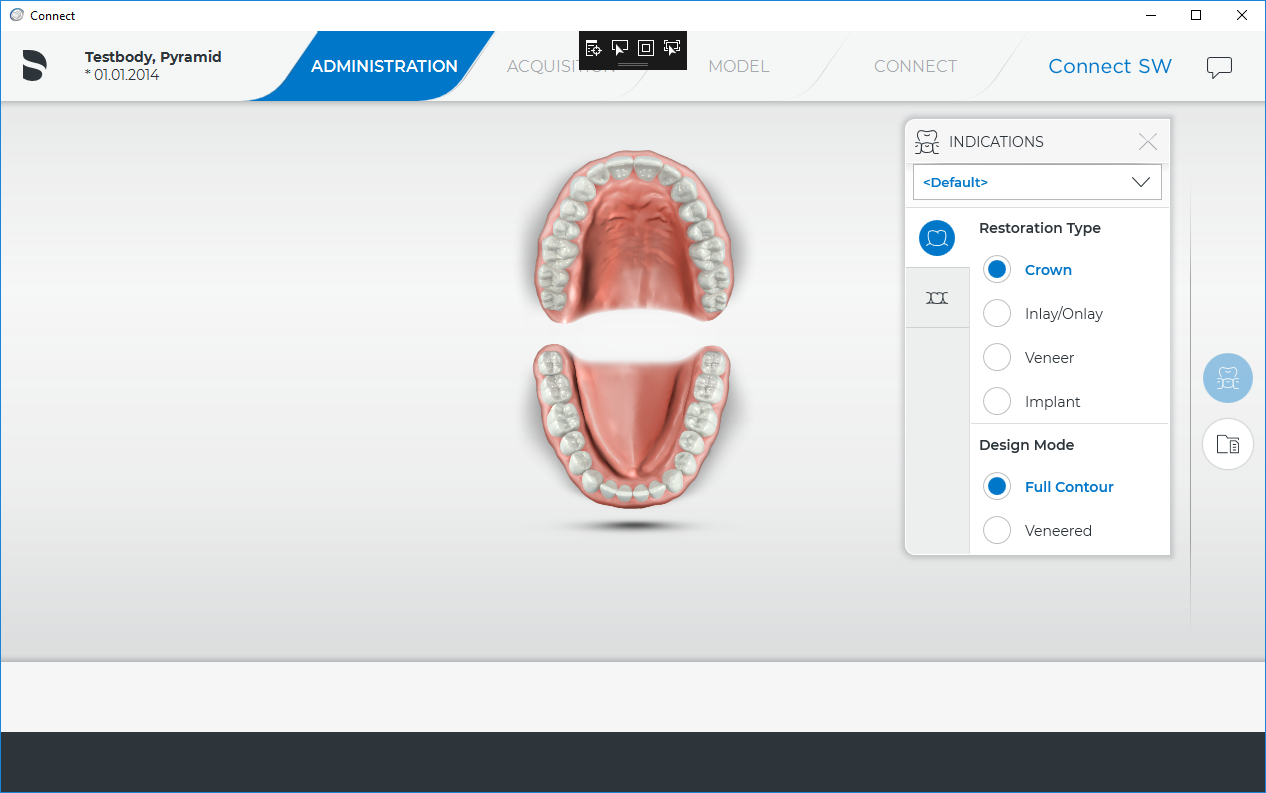 Connect
Testbody, Pyramid
* 01.01.2014
ADMINISTRATION
MODEL
CONNECT
Connect SW
INDICATIONS
<Default>
Restoration Type
Crown
Inlay/Onlay
Veneer
Implant
Design Mode
Full Contour
Veneered